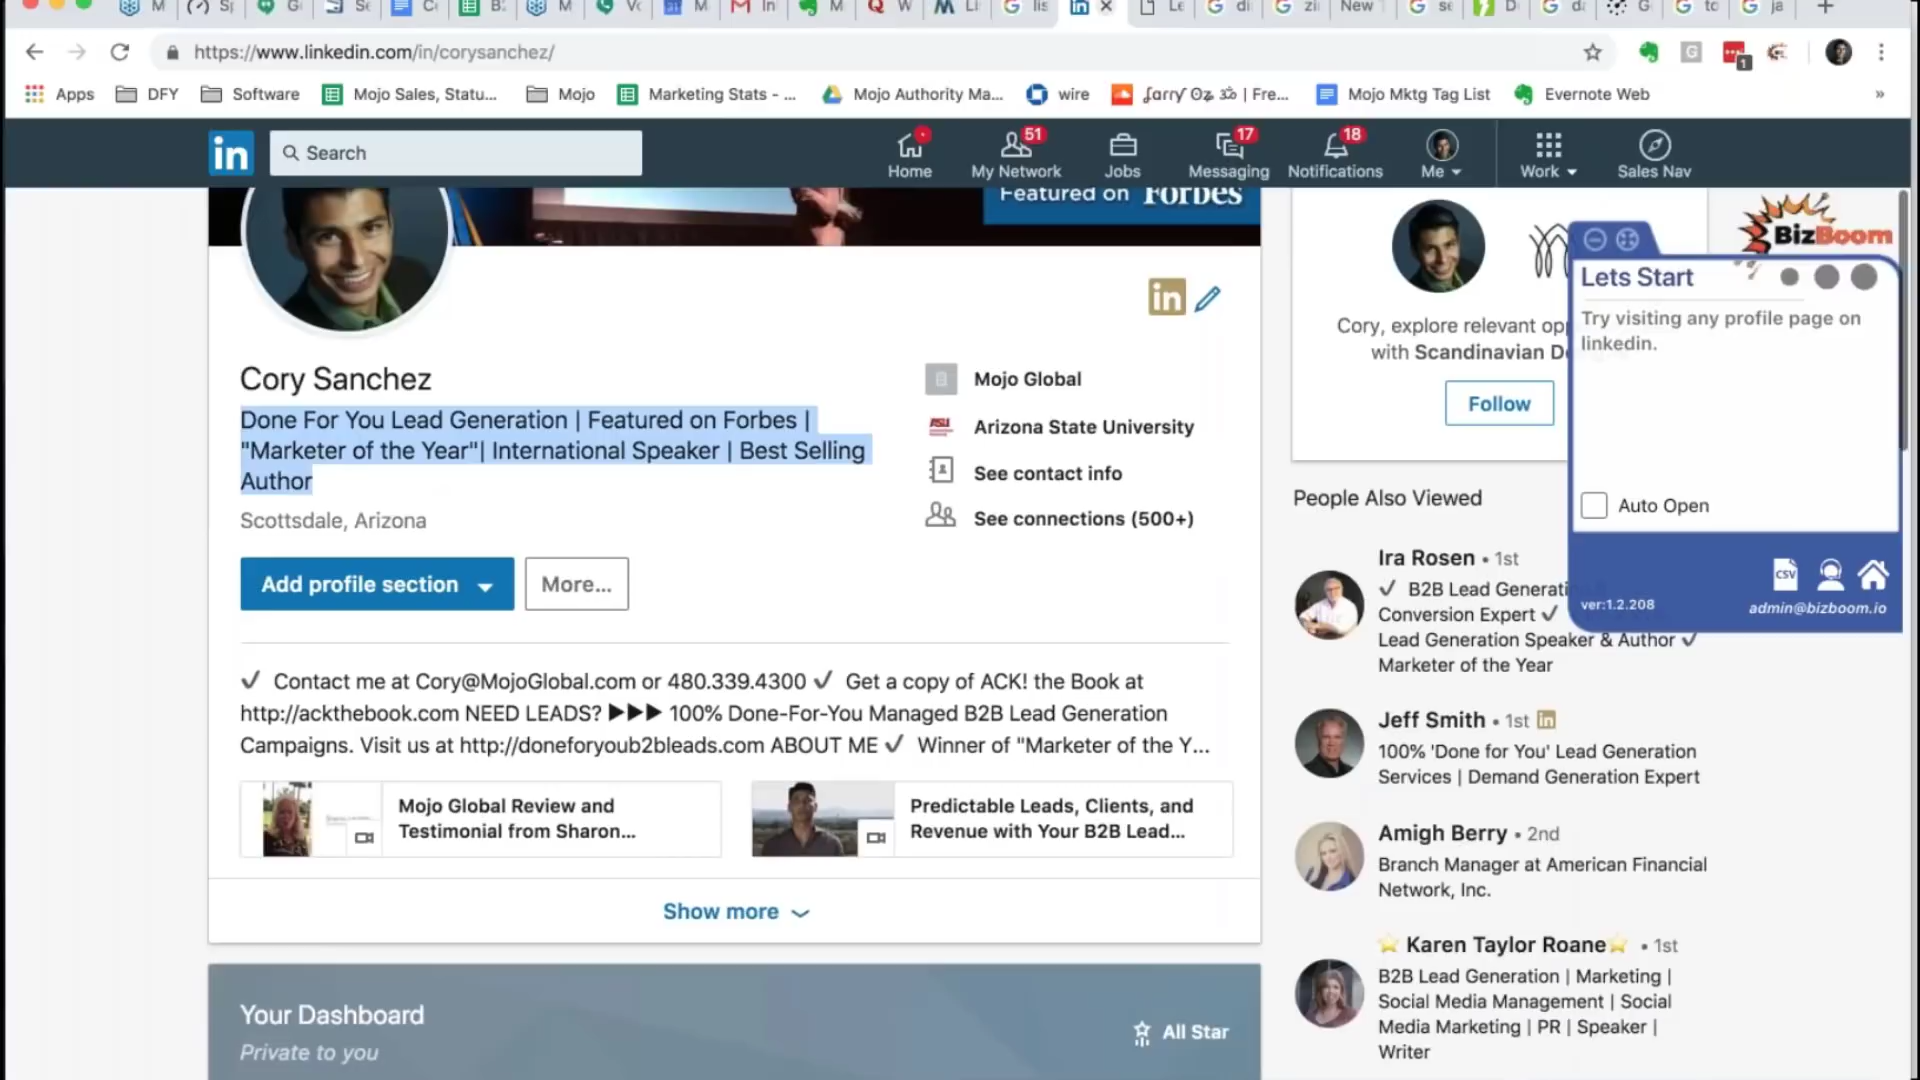 https://www.linkedin.com/in/corysanchez/
1
Apps DFY Software Mojo Sales, Statu... Mojo Marketing Stats - ... Mojo Authority Ma... wire Mojo Mktg Tag List Evernote Web »
in Search
51 17 18
Home My Network Jobs Messaging Notifications Me Work Sales Nav
Featured on Forbes
BizBoom
Lets Start
Try visiting any profile page on
linkedin.
Auto Open
CSV
ver:1.2.208 admin@bizboom.io
in
Cory Sanchez
Done For You Lead Generation | Featured on Forbes |
"Marketer of the Year"| International Speaker | Best Selling
Author
Scottsdale, Arizona
Mojo Global
ASU Arizona State University
See contact info
See connections (500+)
Add profile section More...
✓ Contact me at Cory@MojoGlobal.com or 480.339.4300 ✓ Get a copy of ACK! the Book at
http://ackthebook.com NEED LEADS? ▶▶▶ 100% Done-For-You Managed B2B Lead Generation
Campaigns. Visit us at http://doneforyoub2bleads.com ABOUT ME ✓ Winner of "Marketer of the Y...
Mojo Global Review and
Testimonial from Sharon...
Predictable Leads, Clients, and
Revenue with Your B2B Lead...
Show more
Your Dashboard
Private to you
All Star
Cory, explore relevant
with Scandinavian
Follow
People Also Viewed
Ira Rosen • 1st
✓ B2B Lead
Conversion Expert ✓
Lead Generation Speaker & Author ✓
Marketer of the Year
Jeff Smith • 1st in
100% 'Done for You' Lead Generation
Services | Demand Generation Expert
Amigh Berry • 2nd
Branch Manager at American Financial
Network, Inc.
Karen Taylor Roane • 1st
B2B Lead Generation | Marketing |
Social Media Management | Social
Media Marketing | PR | Speaker |
Writer